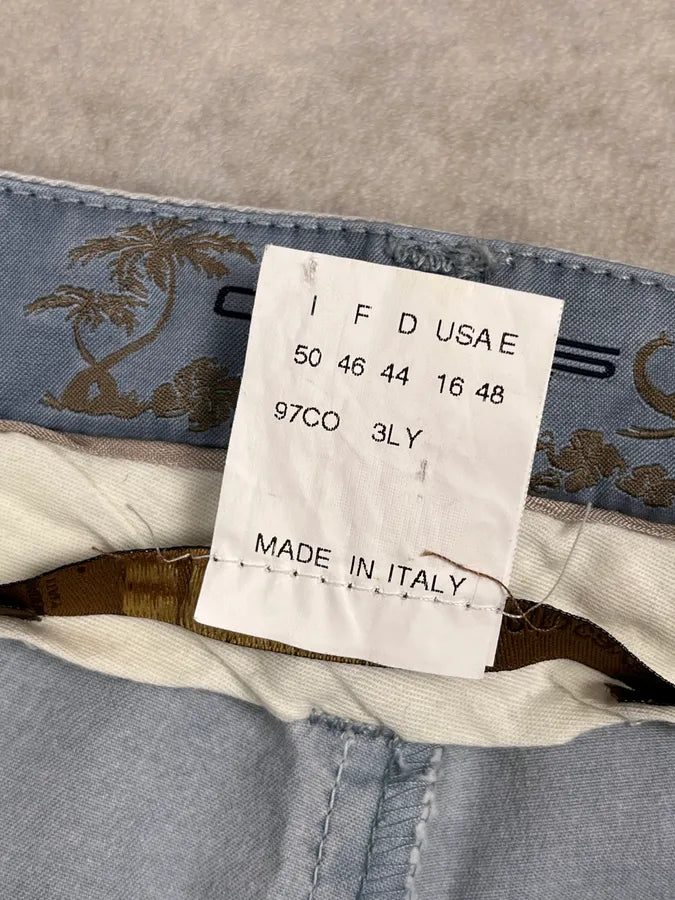 I F D USA E
50 46 44 16 48
97CO 3LY
MADE IN ITALY